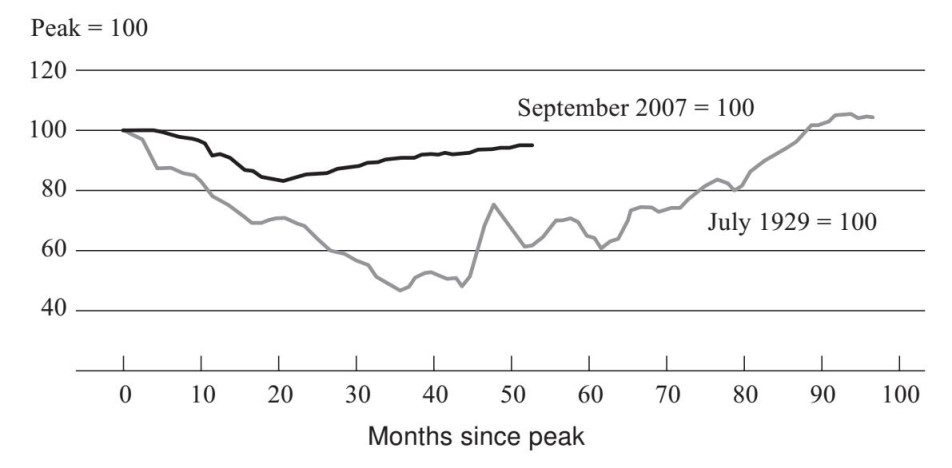 Peak = 100
120
September 2007 = 100
100
80
July 1929 = 100
60
40
0 10 20 30 40 50 60 70 80 90 100
Months since peak